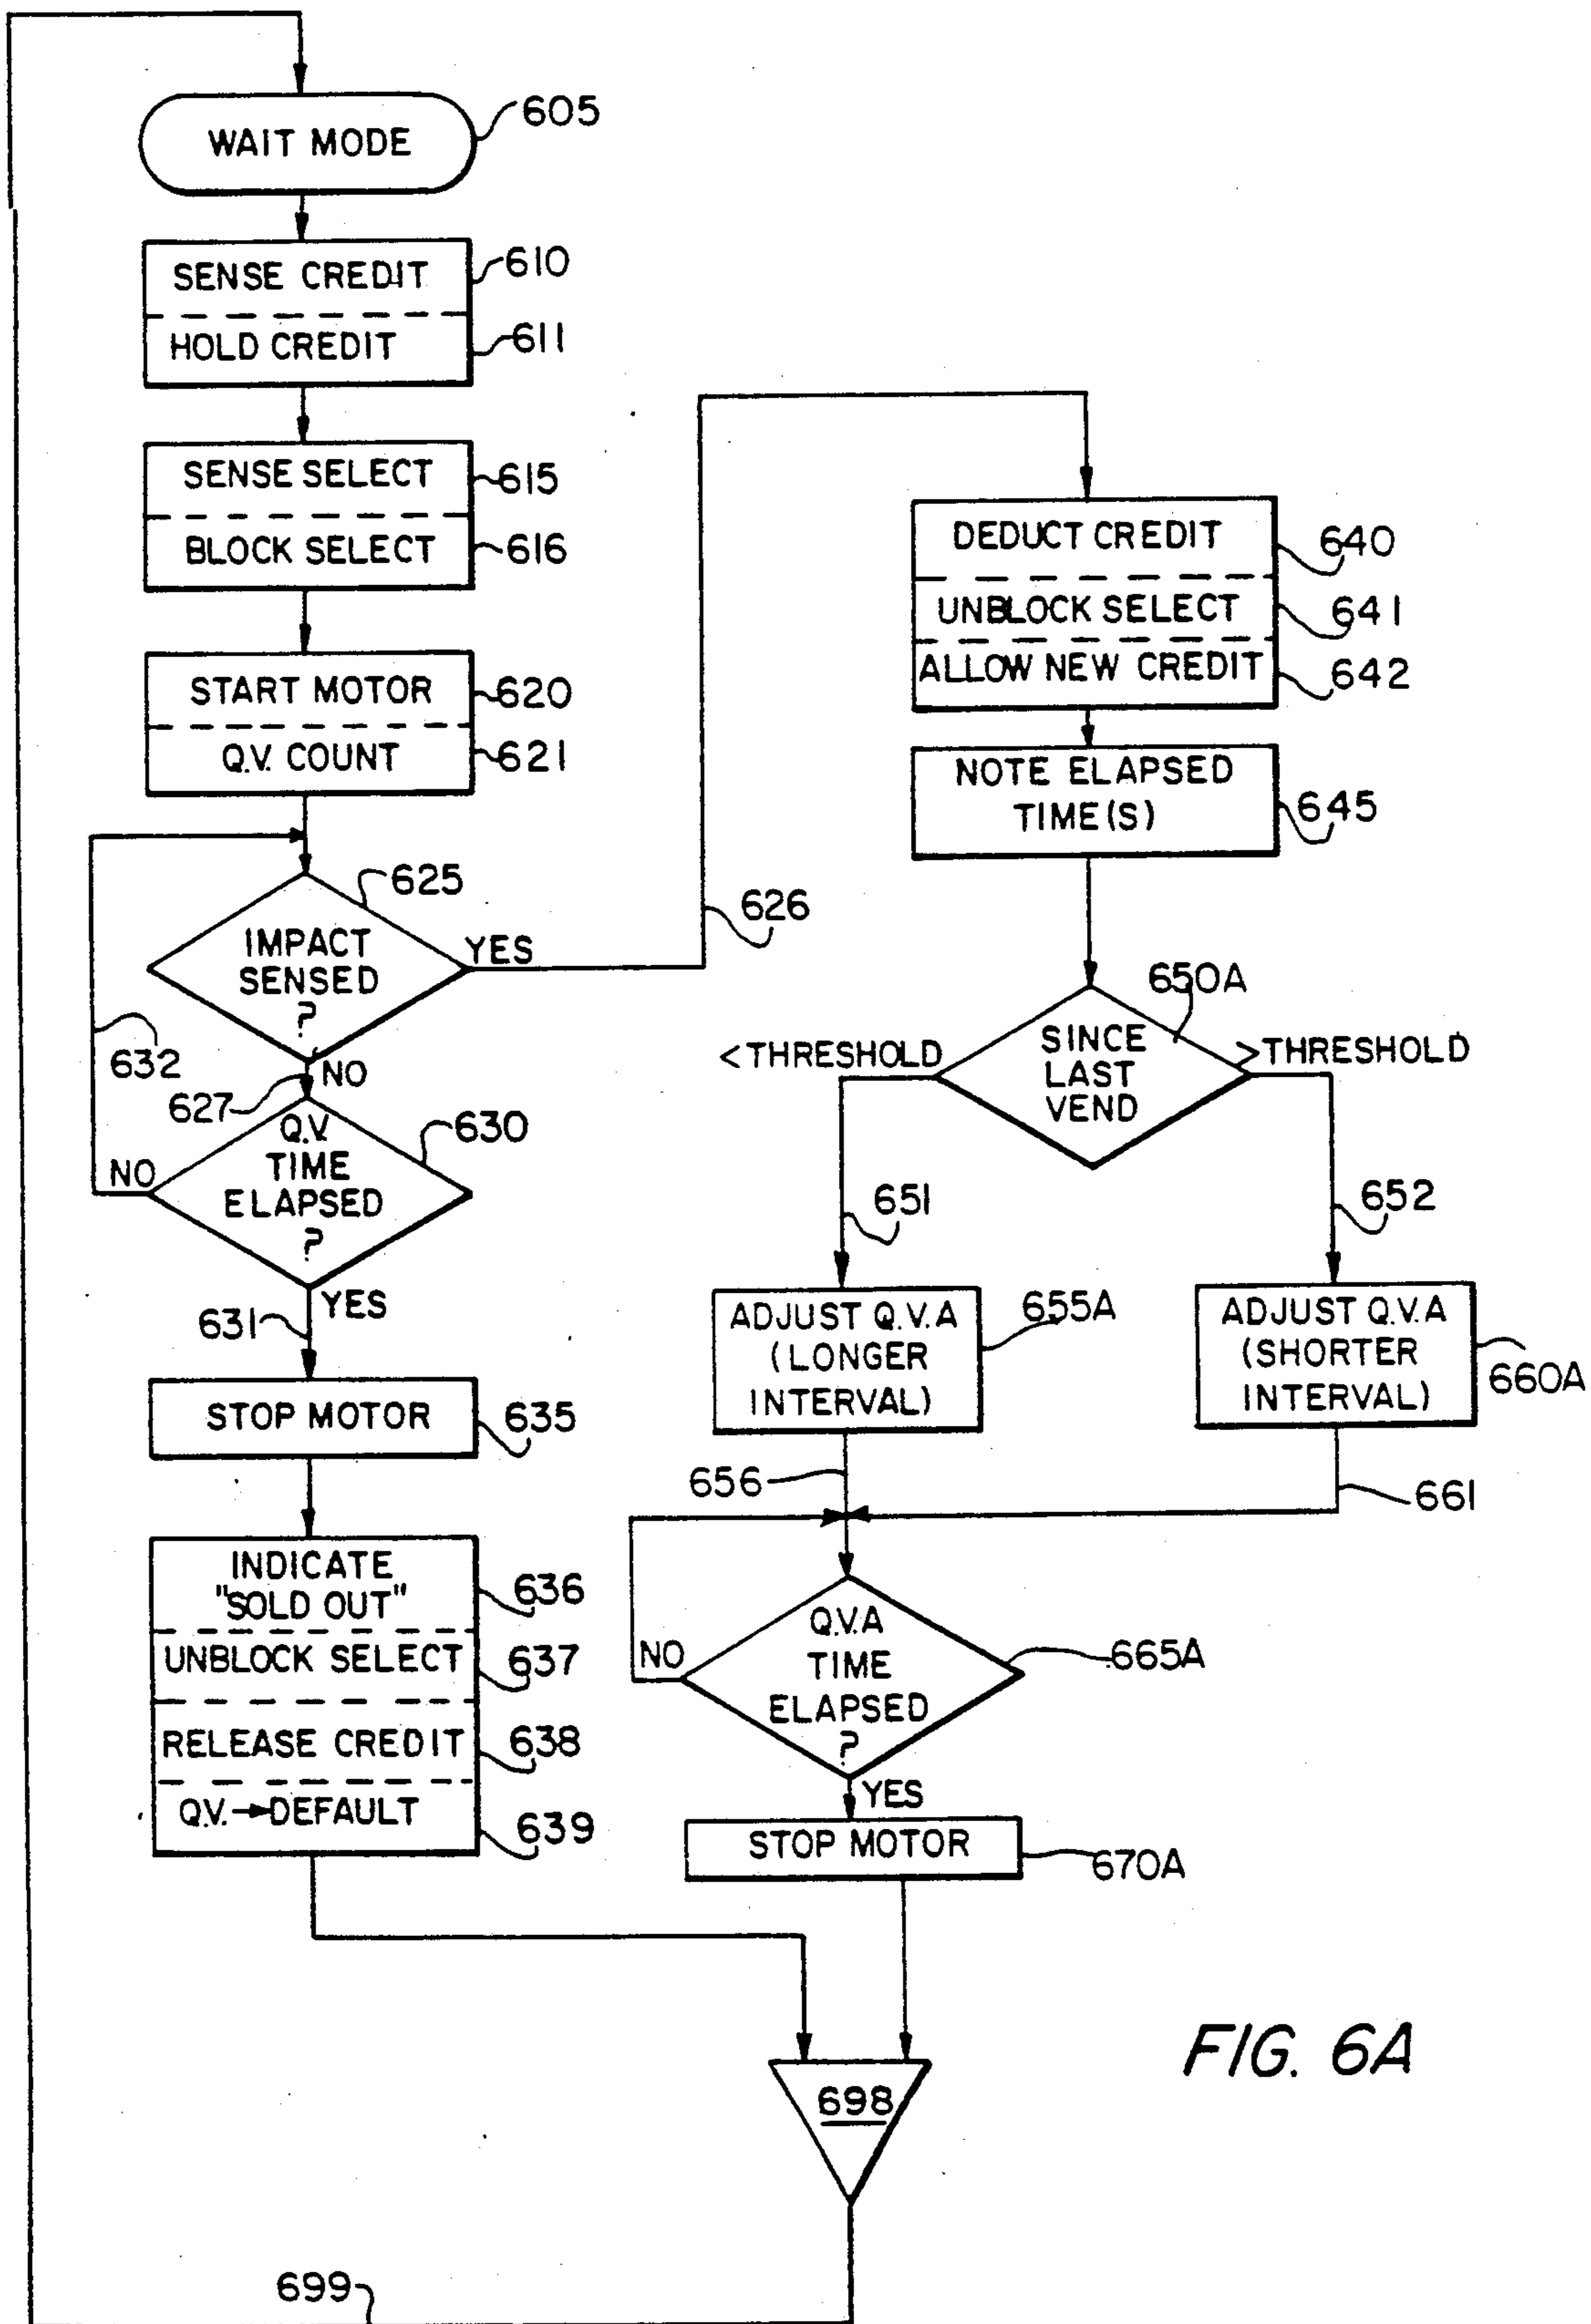 WAIT MODE
605
SENSE CREDIT
610
HOLD CREDIT
611
SENSE SELECT
615
BLOCK SELECT
616
START MOTOR
620
Q.V. COUNT
621
625
IMPACT
SENSED
?
YES
626
632
NO
627
630
Q.V.
TIME
ELAPSED
?
NO
YES
631
STOP MOTOR
635
INDICATE
"SOLD OUT"
636
UNBLOCK SELECT
637
RELEASE CREDIT
638
Q.V.→DEFAULT
639
DEDUCT CREDIT
640
UNBLOCK SELECT
641
ALLOW NEW CREDIT
642
NOTE ELAPSED
TIME(S)
645
650A
SINCE
LAST
VEND
<THRESHOLD
>THRESHOLD
651
652
ADJUST Q.V.A
(LONGER
INTERVAL)
655A
ADJUST Q.V.A
(SHORTER
INTERVAL)
660A
656
661
Q.V.A
TIME
ELAPSED
?
NO
665A
YES
STOP MOTOR
670A
698
699
FIG. 6A